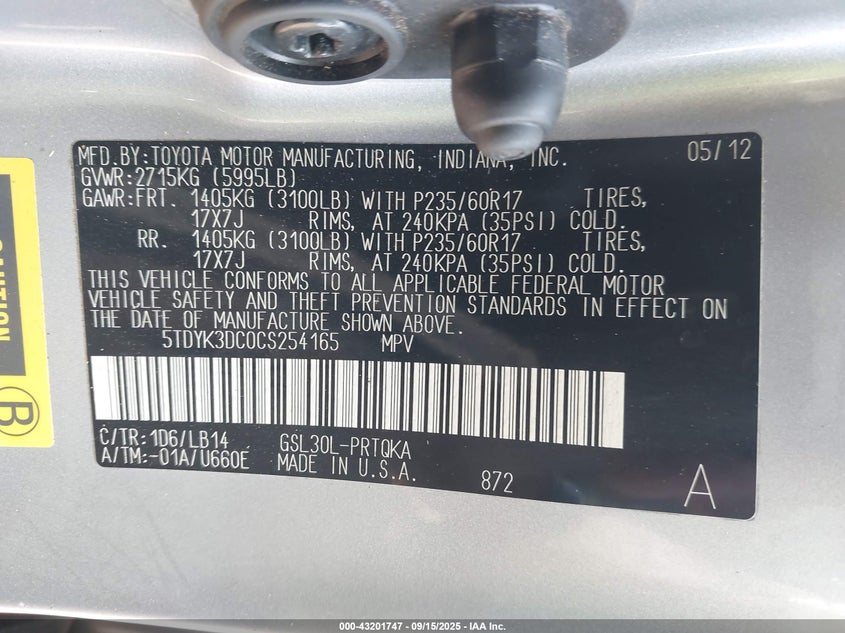 MFD.BY:TOYOTA MOTOR MANUFACTURING, INDIANA, INC. 05/12
GVWR:2715KG (5995LB)
GAWR:FRT. 1405KG (3100LB) WITH P235/60R17 TIRES,
17X7J RIMS, AT 240KPA (35PSI) COLD.
RR. 1405KG (3100LB) WITH P235/60R17 TIRES,
17X7J RIMS, AT 240KPA (35PSI) COLD.
THIS VEHICLE CONFORMS TO ALL APPLICABLE FEDERAL MOTOR
VEHICLE SAFETY AND THEFT PREVENTION STANDARDS IN EFFECT ON
THE DATE OF MANUFACTURE SHOWN ABOVE.
5TDYK3DC0CS254165 MPV
C/TR:1D6/LB14 GSL30L-PRTQKA
A/TM:-01A/U660E MADE IN U.S.A.
872
A
CAUTION
B
000-43201747 - 09/15/2025 - IAA Inc.